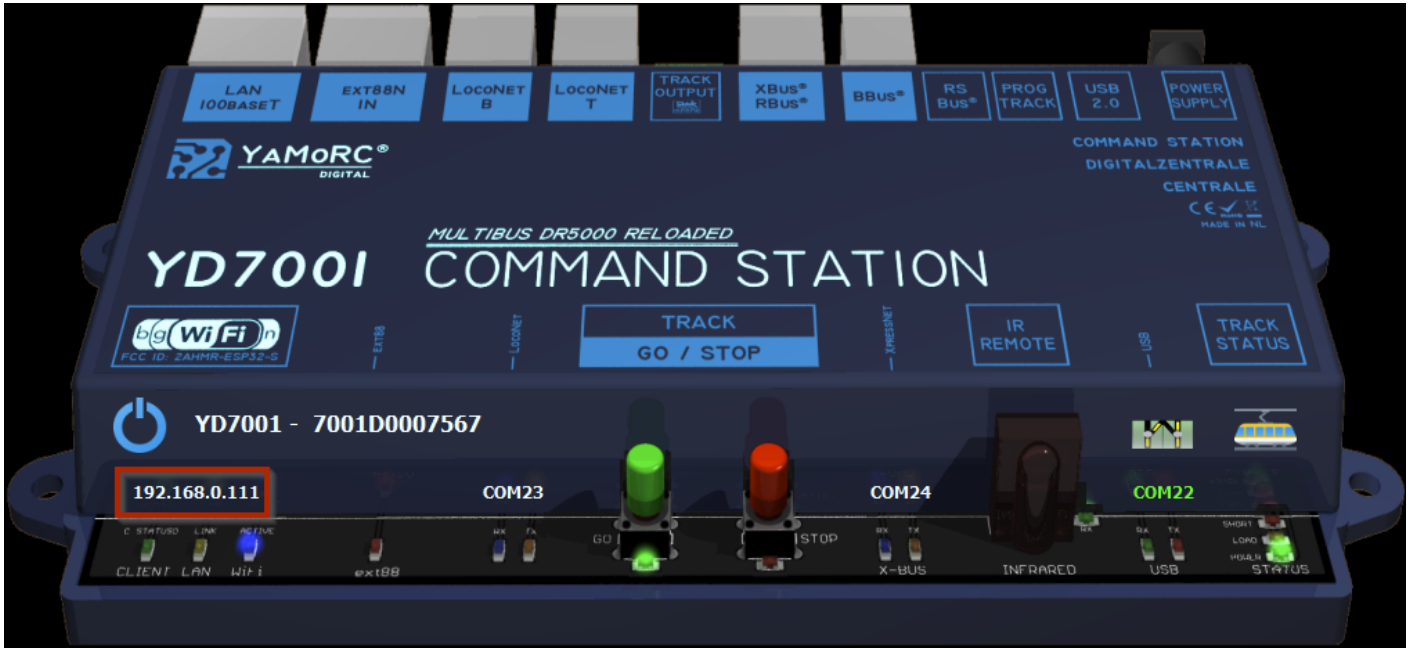 LAN
100BASET
EXT88N
IN
LOCONET
B
LOCONET
T
TRACK
OUTPUT
XBUS®
RBUS®
BBUS®
RS
BUS®
PROG
TRACK
USB
2.0
POWER
SUPPLY
YAMORC®
DIGITAL
COMMAND STATION
DIGITALZENTRALE
CENTRALE
CE
MADE IN NL
MULTIBUS DR5000 RELOADED
YD7001 COMMAND STATION
bg WiFi n
FCC ID: 2AHMR-ESP32-S
EXT88
LOCONET
TRACK
GO / STOP
XPRESSNET
IR
REMOTE
USB
TRACK
STATUS
YD7001 - 7001D0007567
192.168.0.111
COM23
COM24
COM22
C STATUSD LINK ACTIVE
CLIENT LAN WiFi
ext88
RX TX
GO
STOP
RX TX
X-BUS
RX
INFRARED
RX TX
USB
SHORT
LOAD
POWER
STATUS